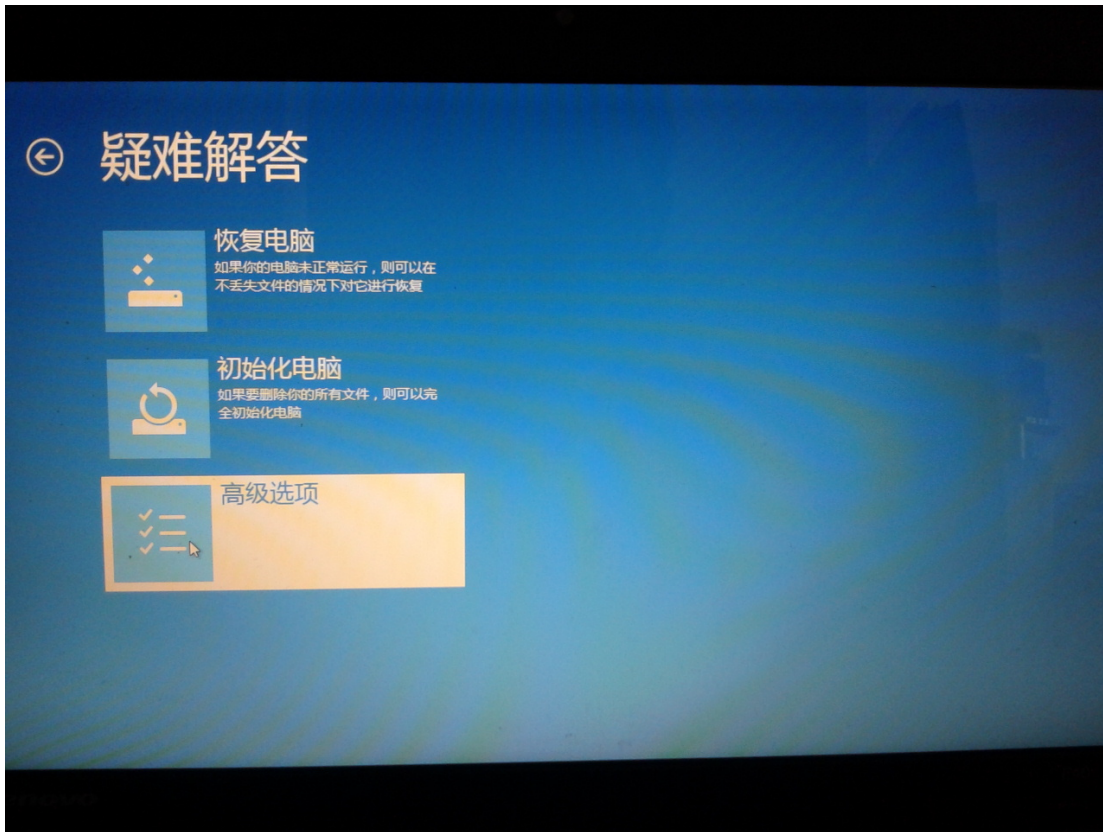 疑难解答
恢复电脑
如果你的电脑未正常运行，则可以在
不丢失文件的情况下对它进行恢复
初始化电脑
如果要删除你的所有文件，则可以完
全初始化电脑
高级选项